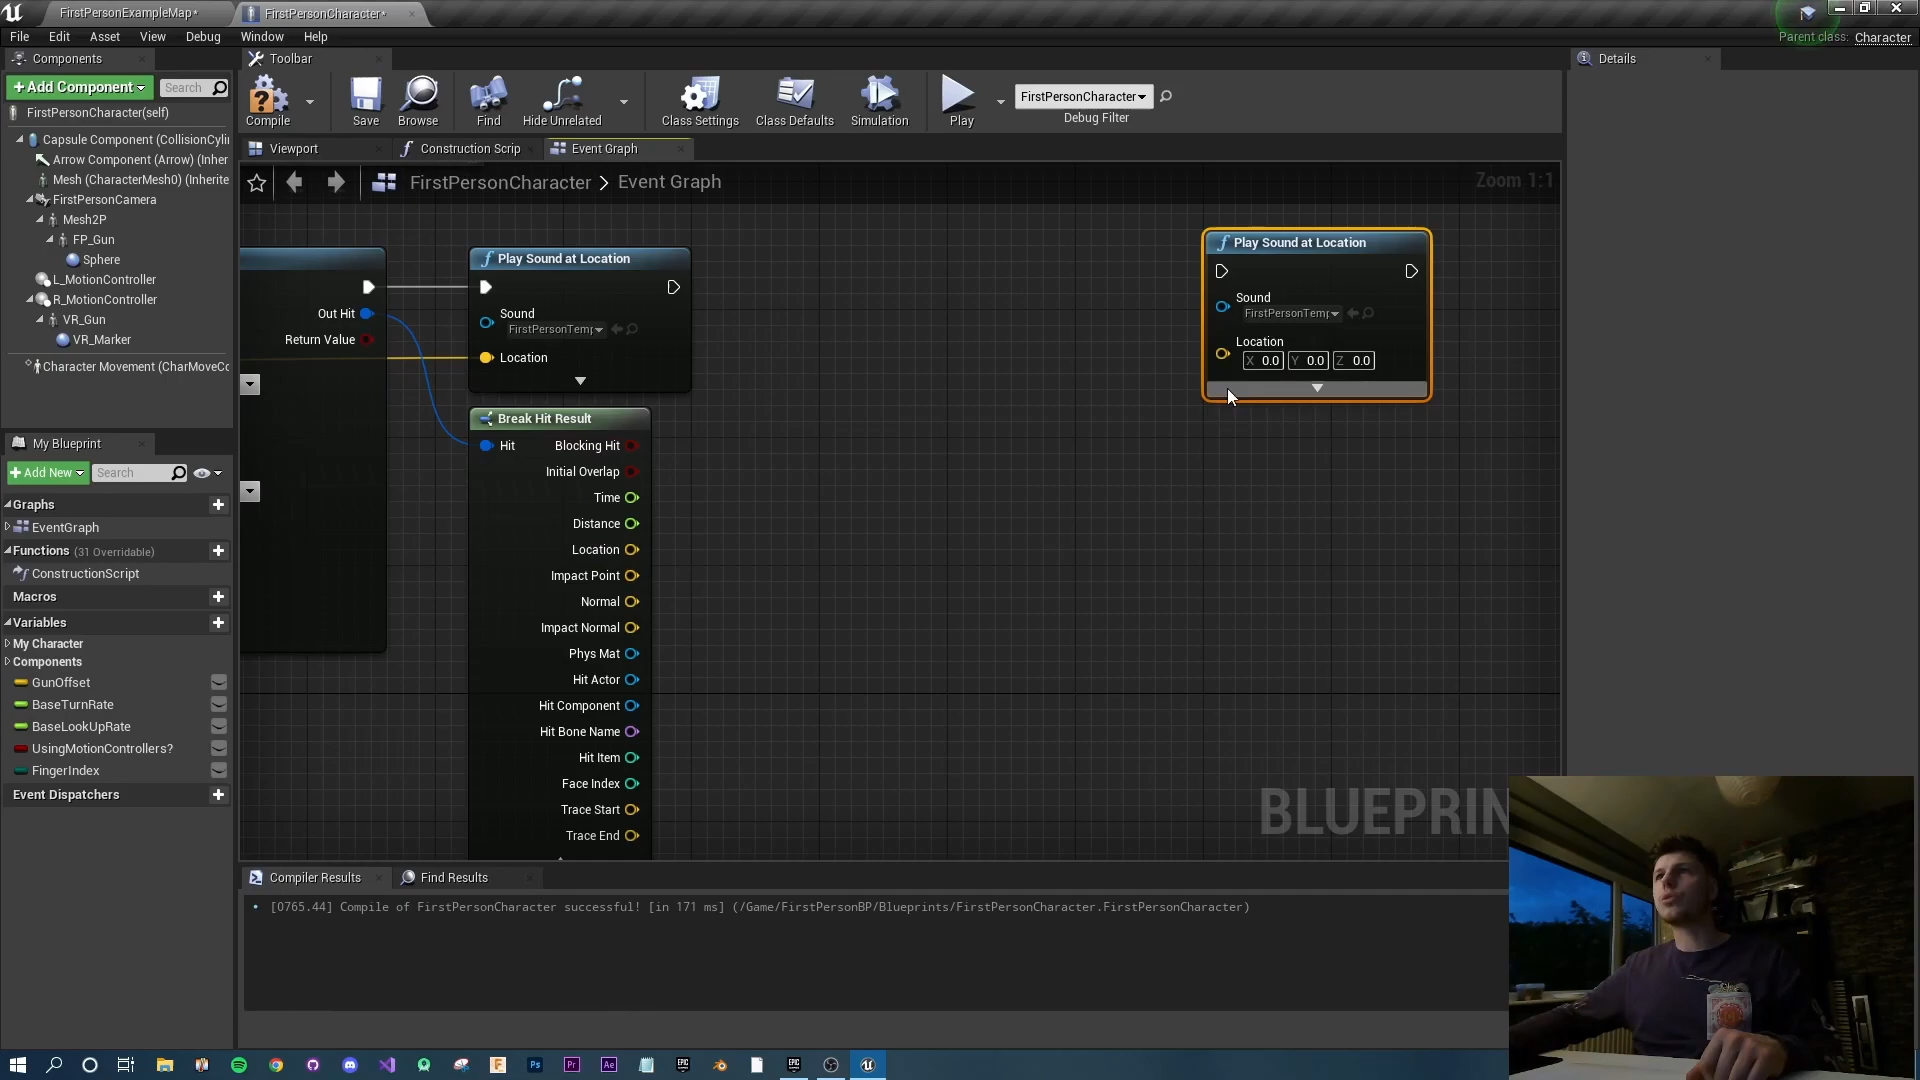 FirstPersonExampleMap*
FirstPersonCharacter*
Parent class: Character
File Edit Asset View Debug Window Help
Components
Toolbar
Details
+ Add Component
Search
FirstPersonCharacter(self)
Capsule Component (CollisionCyli
Arrow Component (Arrow) (Inher
Mesh (CharacterMesh0) (Inherite
FirstPersonCamera
Mesh2P
FP_Gun
Sphere
L_MotionController
R_MotionController
VR_Gun
VR_Marker
Character Movement (CharMoveCo
Compile
Save
Browse
Find
Hide Unrelated
Class Settings
Class Defaults
Simulation
Play
FirstPersonCharacter
Debug Filter
Viewport
Construction Scrip
Event Graph
FirstPersonCharacter > Event Graph
Zoom 1:1
Out Hit
Return Value
Play Sound at Location
Sound
FirstPersonTemp
Location
Break Hit Result
Hit
Blocking Hit
Initial Overlap
Time
Distance
Location
Impact Point
Normal
Impact Normal
Phys Mat
Hit Actor
Hit Component
Hit Bone Name
Hit Item
Face Index
Trace Start
Trace End
Play Sound at Location
Sound
FirstPersonTemp
Location
X 0.0 Y 0.0 Z 0.0
BLUEPRIN
My Blueprint
+ Add New
Search
Graphs
EventGraph
Functions (31 Overridable)
ConstructionScript
Macros
Variables
My Character
Components
GunOffset
BaseTurnRate
BaseLookUpRate
UsingMotionControllers?
FingerIndex
Event Dispatchers
Compiler Results
Find Results
[0765.44] Compile of FirstPersonCharacter successful! [in 171 ms] (/Game/FirstPersonBP/Blueprints/FirstPersonCharacter.FirstPersonCharacter)
Ps
Pr
Ae
EPIC
EPIC